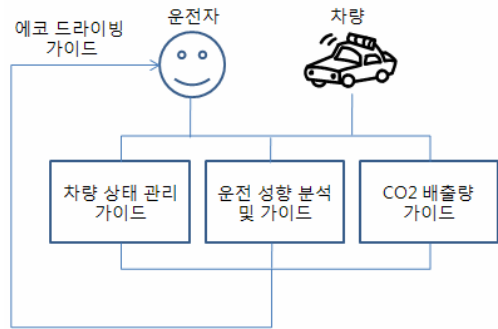 에코 드라이빙
가이드
운전자
차량
차량 상태 관리
가이드
운전 성향 분석
및 가이드
CO2 배출량
가이드